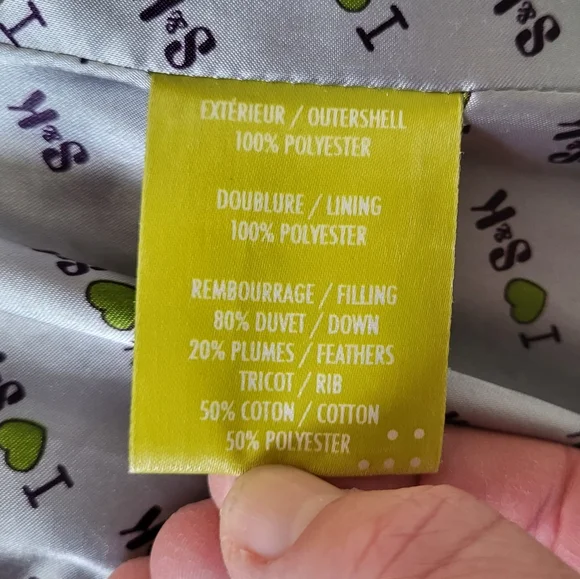 K&S
I
K&S
EXTÉRIEUR / OUTERSHELL
100% POLYESTER
DOUBLURE / LINING
100% POLYESTER
REMBOURRAGE / FILLING
80% DUVET / DOWN
20% PLUMES / FEATHERS
TRICOT / RIB
50% COTON / COTTON
50% POLYESTER
K&S
K&S
I
I